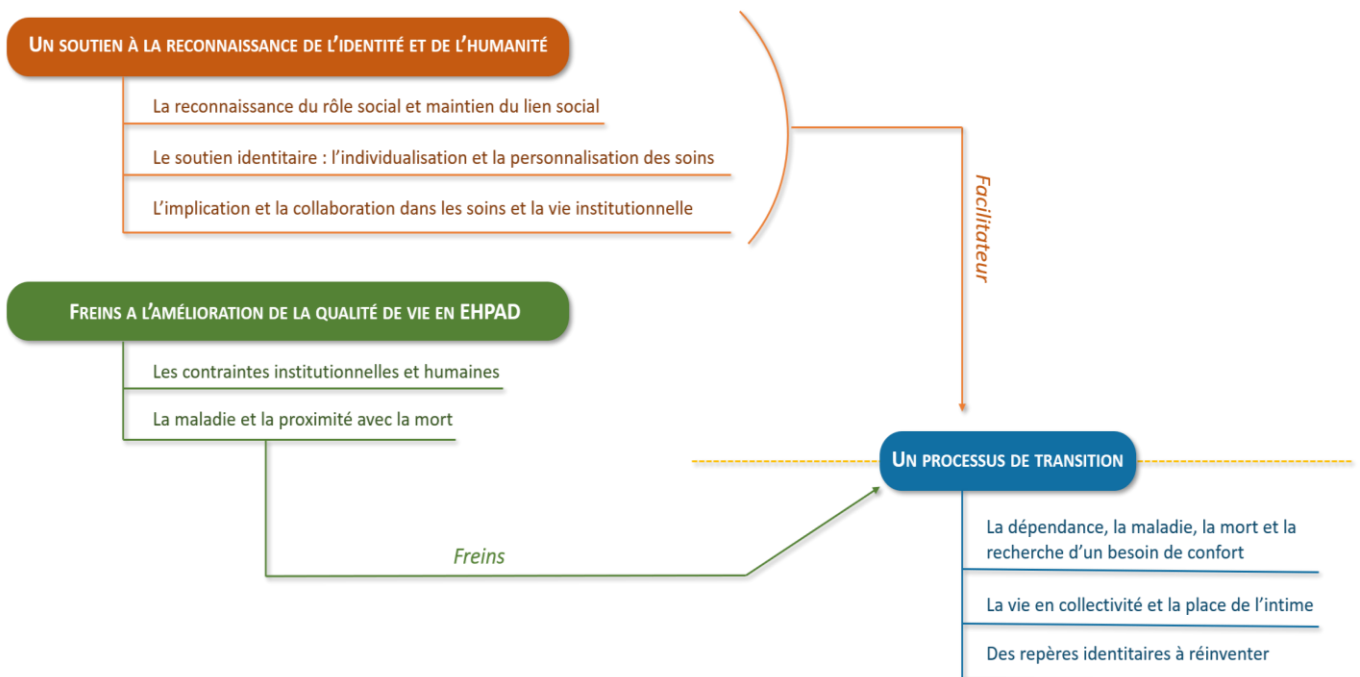 UN SOUTIEN À LA RECONNAISSANCE DE L'IDENTITÉ ET DE L'HUMANITÉ
La reconnaissance du rôle social et maintien du lien social
Le soutien identitaire : l'individualisation et la personnalisation des soins
L'implication et la collaboration dans les soins et la vie institutionnelle
Facilitateur
FREINS A L'AMÉLIORATION DE LA QUALITÉ DE VIE EN EHPAD
Les contraintes institutionnelles et humaines
La maladie et la proximité avec la mort
Freins
UN PROCESSUS DE TRANSITION
La dépendance, la maladie, la mort et la
recherche d'un besoin de confort
La vie en collectivité et la place de l'intime
Des repères identitaires à réinventer